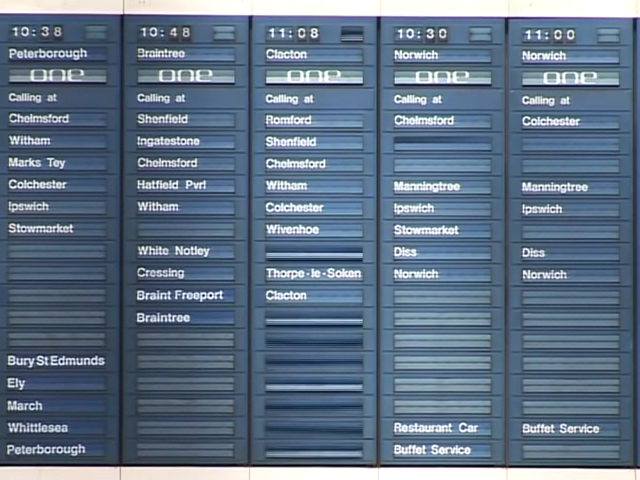 10:38
Peterborough
one
Calling at
Chelmsford
Witham
Marks Tey
Colchester
Ipswich
Stowmarket
Bury St Edmunds
Ely
March
Whittlesea
Peterborough
10:48
Braintree
one
Calling at
Shenfield
Ingatestone
Chelmsford
Hatfield Pvrl
Witham
White Notley
Cressing
Braint Freeport
Braintree
11:08
Clacton
one
Calling at
Romford
Shenfield
Chelmsford
Witham
Colchester
Wivenhoe
Thorpe-le-Soken
Clacton
10:30
Norwich
one
Calling at
Chelmsford
Manningtree
Ipswich
Stowmarket
Diss
Norwich
Restaurant Car
Buffet Service
11:00
Norwich
one
Calling at
Colchester
Manningtree
Ipswich
Diss
Norwich
Buffet Service